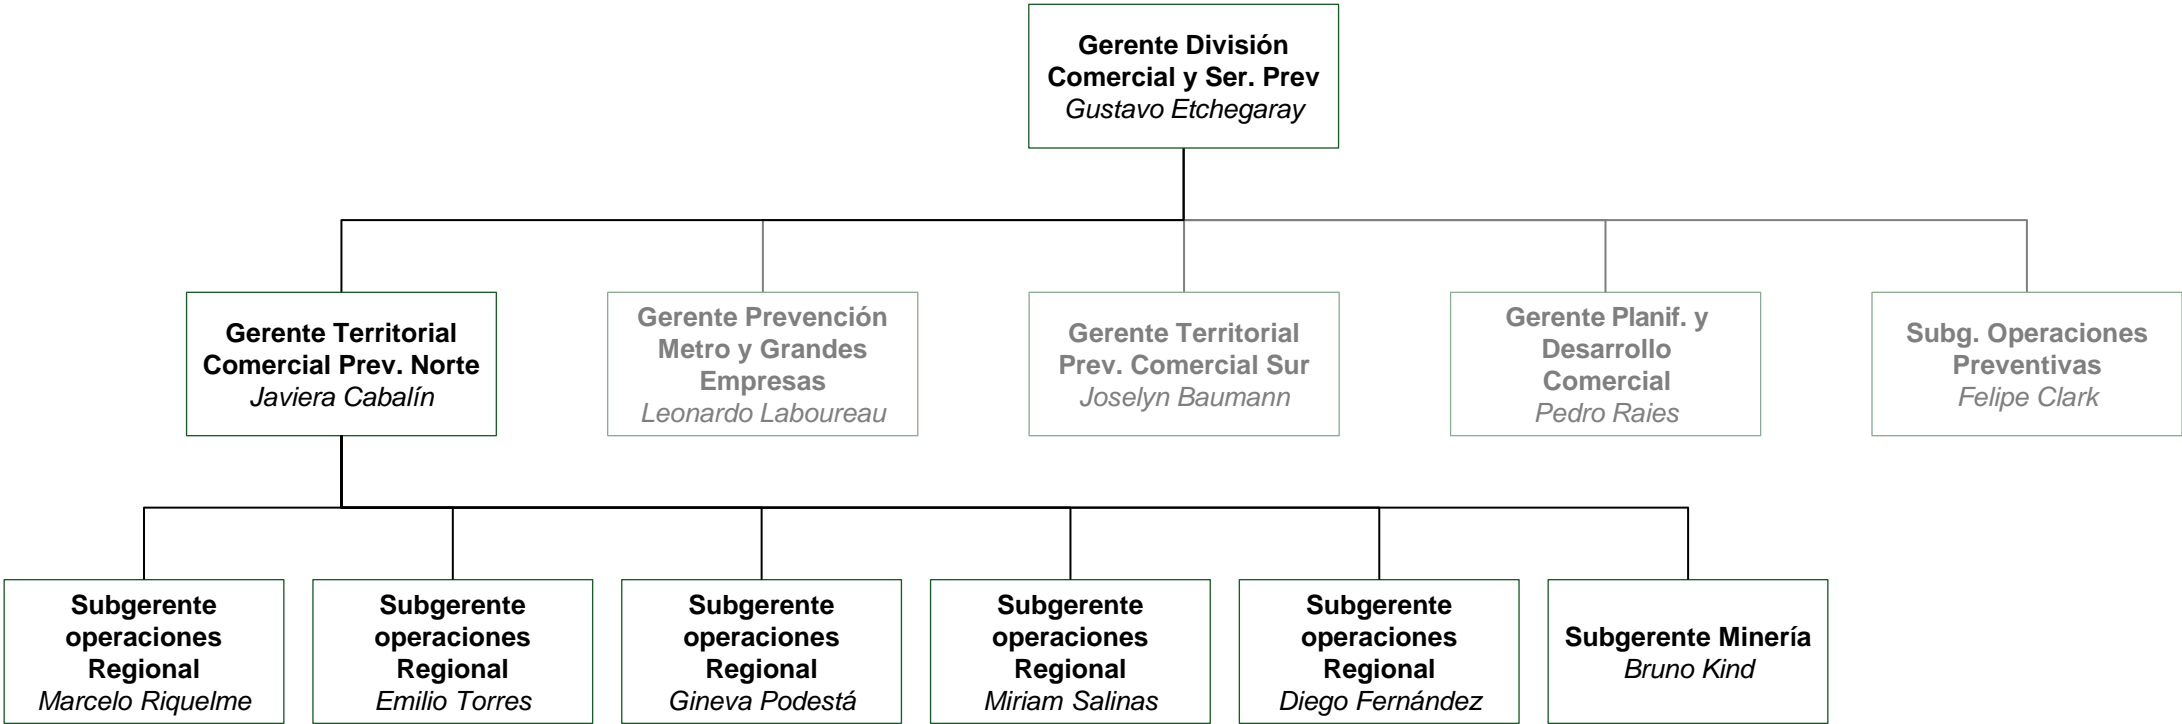 Gerente División
Comercial y Ser. Prev
Gustavo Etchegaray
Gerente Territorial
Comercial Prev. Norte
Javiera Cabalín
Gerente Prevención
Metro y Grandes
Empresas
Leonardo Laboureau
Gerente Territorial
Prev. Comercial Sur
Joselyn Baumann
Gerente Planif. y
Desarrollo
Comercial
Pedro Raies
Subg. Operaciones
Preventivas
Felipe Clark
Subgerente
operaciones
Regional
Marcelo Riquelme
Subgerente
operaciones
Regional
Emilio Torres
Subgerente
operaciones
Regional
Gineva Podestá
Subgerente
operaciones
Regional
Miriam Salinas
Subgerente
operaciones
Regional
Diego Fernández
Subgerente Minería
Bruno Kind